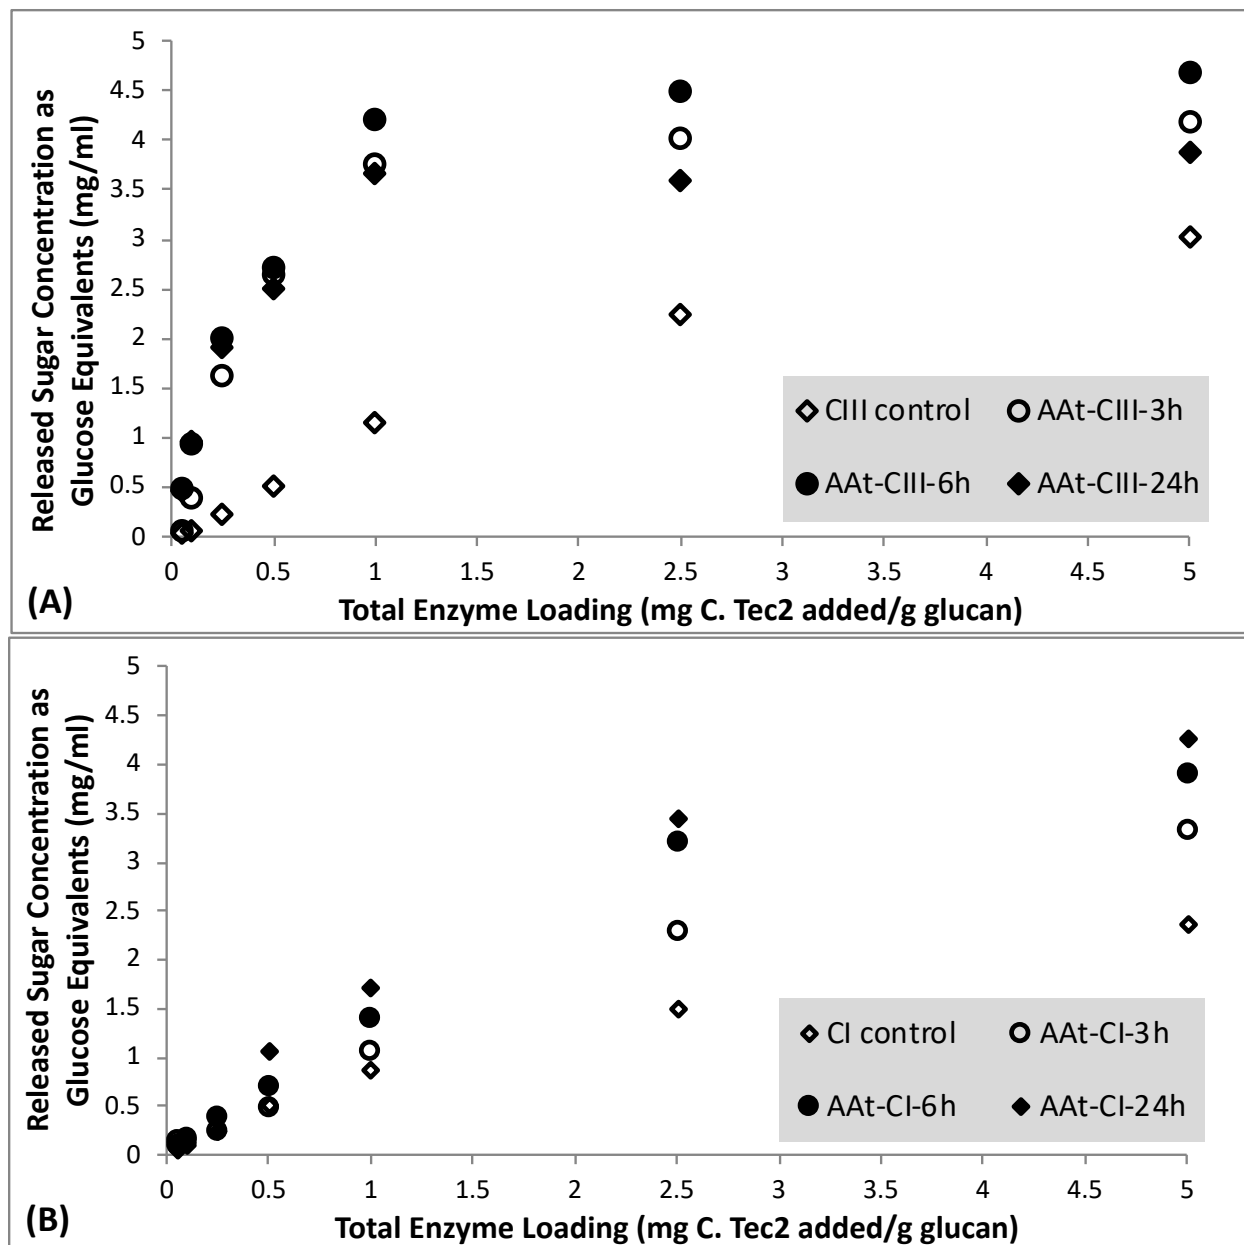 Released Sugar Concentration as
Glucose Equivalents (mg/ml)
5
4.5
4
3.5
3
2.5
2
1.5
1
0.5
0
CIII control
AAt-CIII-3h
AAt-CIII-6h
AAt-CIII-24h
0 0.5 1 1.5 2 2.5 3 3.5 4 4.5 5
(A)
Total Enzyme Loading (mg C. Tec2 added/g glucan)
Released Sugar Concentration as
Glucose Equivalents (mg/ml)
5
4.5
4
3.5
3
2.5
2
1.5
1
0.5
0
CI control
AAt-CI-3h
AAt-CI-6h
AAt-CI-24h
0 0.5 1 1.5 2 2.5 3 3.5 4 4.5 5
(B)
Total Enzyme Loading (mg C. Tec2 added/g glucan)